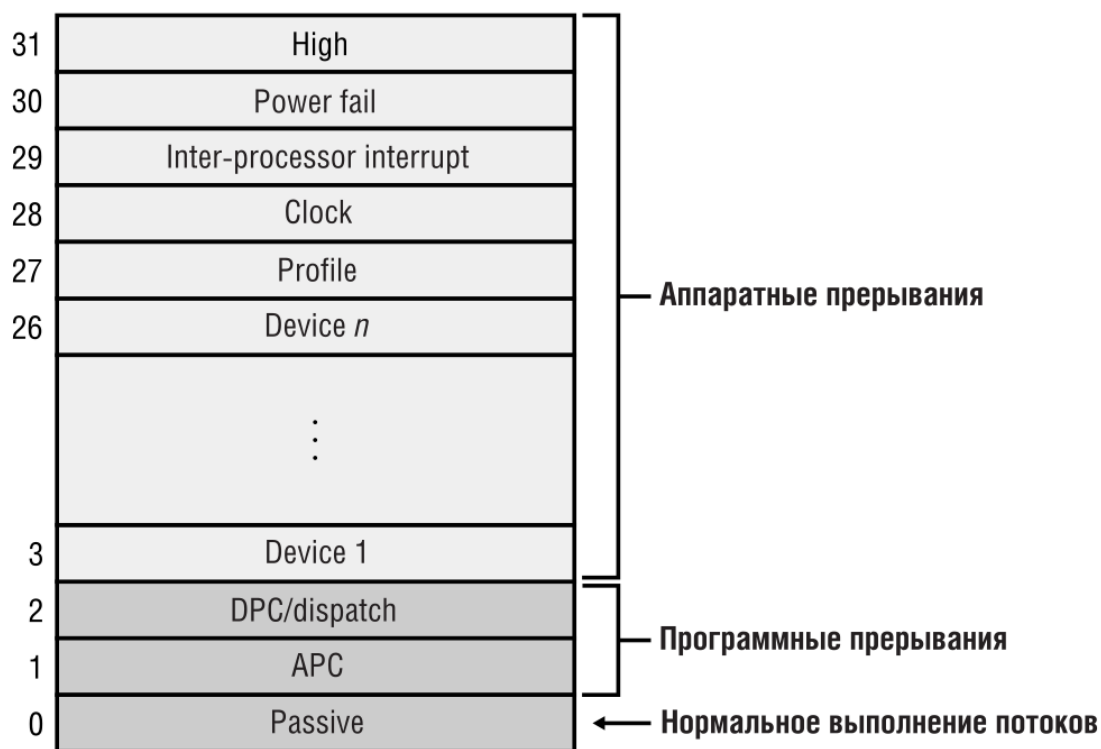 31 High
30 Power fail
29 Inter-processor interrupt
28 Clock
27 Profile
Аппаратные прерывания
26 Device n
⋮
3 Device 1
2 DPC/dispatch
Программные прерывания
1 APC
0 Passive
Нормальное выполнение потоков